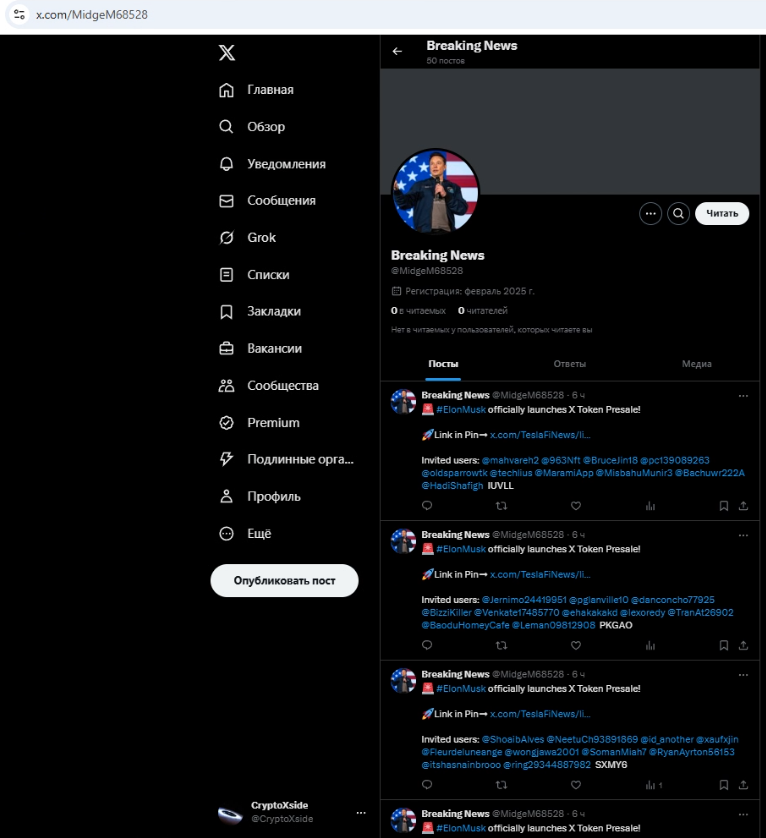 x.com/MidgeM68528
Главная
Обзор
Уведомления
Сообщения
Grok
Списки
Закладки
Вакансии
Сообщества
Premium
Подлинные орга...
Профиль
Ещё
Опубликовать пост
CryptoXside
@CryptoXside
Breaking News
50 постов
Читать
Breaking News
@MidgeM68528
Регистрация: февраль 2025 г.
0 в читаемых 0 читателей
Нет в читаемых у пользователей, которых читаете вы
Посты Ответы Медиа
Breaking News @MidgeM68528 · 6 ч
🚨 #ElonMusk officially launches X Token Presale!
🚀Link in Pin→ x.com/TeslaFiNews/li...
Invited users: @mahvareh2 @963Nft @BruceJin18 @pc139089263
@oldsparrowtk @techlius @MaramiApp @MisbahuMunir3 @Bachuwr222A
@HadiShafigh IUVLL
Breaking News @MidgeM68528 · 6 ч
🚨 #ElonMusk officially launches X Token Presale!
🚀Link in Pin→ x.com/TeslaFiNews/li...
Invited users: @Jernimo24419951 @pglanville10 @danconcho77925
@BizziKiller @Venkate17485770 @ehakakakd @lexoredy @TranAt26902
@BaoduHomeyCafe @Leman09812908 PKGAO
Breaking News @MidgeM68528 · 6 ч
🚨 #ElonMusk officially launches X Token Presale!
🚀Link in Pin→ x.com/TeslaFiNews/li...
Invited users: @ShoaibAlves @NeetuCh93891869 @id_another @xaufxjin
@Fleurdeluneange @wongjawa2001 @SomanMiah7 @RyanAyrton56153
@itshasnainbrooo @ring29344887982 SXMY6
1
Breaking News @MidgeM68528 · 6 ч
🚨 #ElonMusk officially launches X Token Presale!